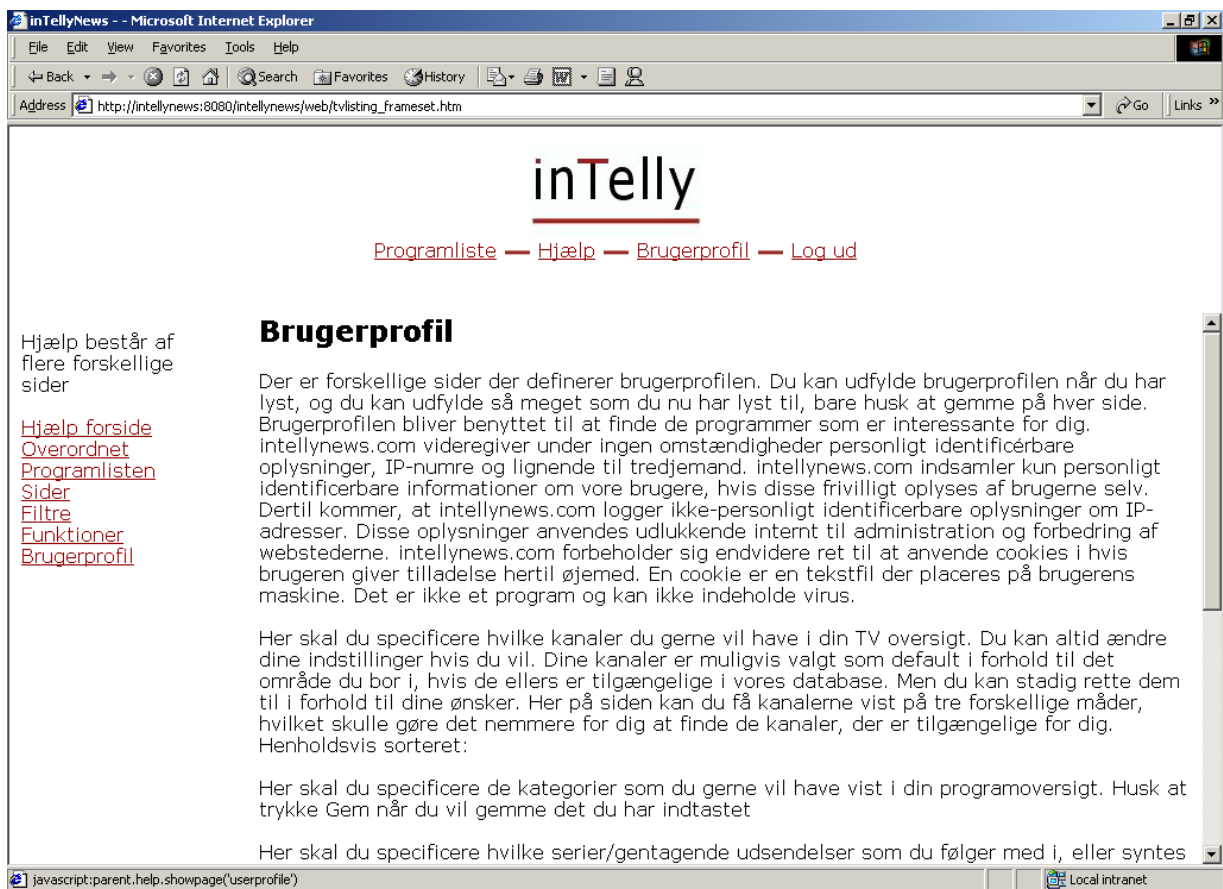 inTellyNews - - Microsoft Internet Explorer
File Edit View Favorites Tools Help
Back Search Favorites History
Address http://intellynews:8080/intellynews/web/tvlisting_frameset.htm Go Links »
inTelly
Programliste — Hjælp — Brugerprofil — Log ud
Hjælp består af
flere forskellige
sider
Hjælp forside
Overordnet
Programlisten
Sider
Filtre
Funktioner
Brugerprofil
Brugerprofil
Der er forskellige sider der definerer brugerprofilen. Du kan udfylde brugerprofilen når du har
lyst, og du kan udfylde så meget som du nu har lyst til, bare husk at gemme på hver side.
Brugerprofilen bliver benyttet til at finde de programmer som er interessante for dig.
intellynews.com videregiver under ingen omstændigheder personligt identificérbare
oplysninger, IP-numre og lignende til tredjemand. intellynews.com indsamler kun personligt
identificerbare informationer om vore brugere, hvis disse frivilligt oplyses af brugerne selv.
Dertil kommer, at intellynews.com logger ikke-personligt identificerbare oplysninger om IP-
adresser. Disse oplysninger anvendes udlukkende internt til administration og forbedring af
webstederne. intellynews.com forbeholder sig endvidere ret til at anvende cookies i hvis
brugeren giver tilladelse hertil øjemed. En cookie er en tekstfil der placeres på brugerens
maskine. Det er ikke et program og kan ikke indeholde virus.
Her skal du specificere hvilke kanaler du gerne vil have i din TV oversigt. Du kan altid ændre
dine indstillinger hvis du vil. Dine kanaler er muligvis valgt som default i forhold til det
område du bor i, hvis de ellers er tilgængelige i vores database. Men du kan stadig rette dem
til i forhold til dine ønsker. Her på siden kan du få kanalerne vist på tre forskellige måder,
hvilket skulle gøre det nemmere for dig at finde de kanaler, der er tilgængelige for dig.
Henholdsvis sorteret:
Her skal du specificere de kategorier som du gerne vil have vist i din programoversigt. Husk at
trykke Gem når du vil gemme det du har indtastet
Her skal du specificere hvilke serier/gentagende udsendelser som du følger med i, eller syntes
javascript:parent.help.showpage('userprofile') Local intranet